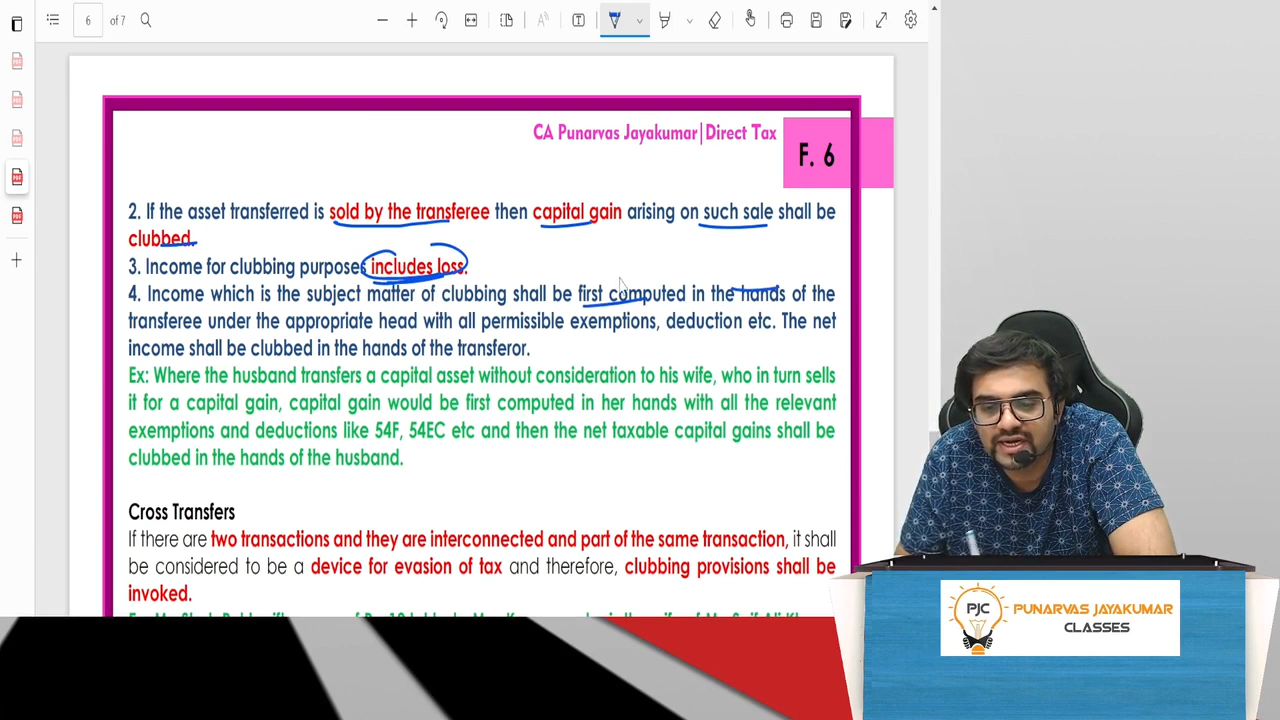 6 of 7
CA Punarvas Jayakumar|Direct Tax
F. 6
2. If the asset transferred is sold by the transferee then capital gain arising on such sale shall be
clubbed.
3. Income for clubbing purposes includes loss.
4. Income which is the subject matter of clubbing shall be first computed in the hands of the
transferee under the appropriate head with all permissible exemptions, deduction etc. The net
income shall be clubbed in the hands of the transferor.
Ex: Where the husband transfers a capital asset without consideration to his wife, who in turn sells
it for a capital gain, capital gain would be first computed in her hands with all the relevant
exemptions and deductions like 54F, 54EC etc and then the net taxable capital gains shall be
clubbed in the hands of the husband.
Cross Transfers
If there are two transactions and they are interconnected and part of the same transaction, it shall
be considered to be a device for evasion of tax and therefore, clubbing provisions shall be
invoked.
PJC
PUNARVAS JAYAKUMAR
CLASSES